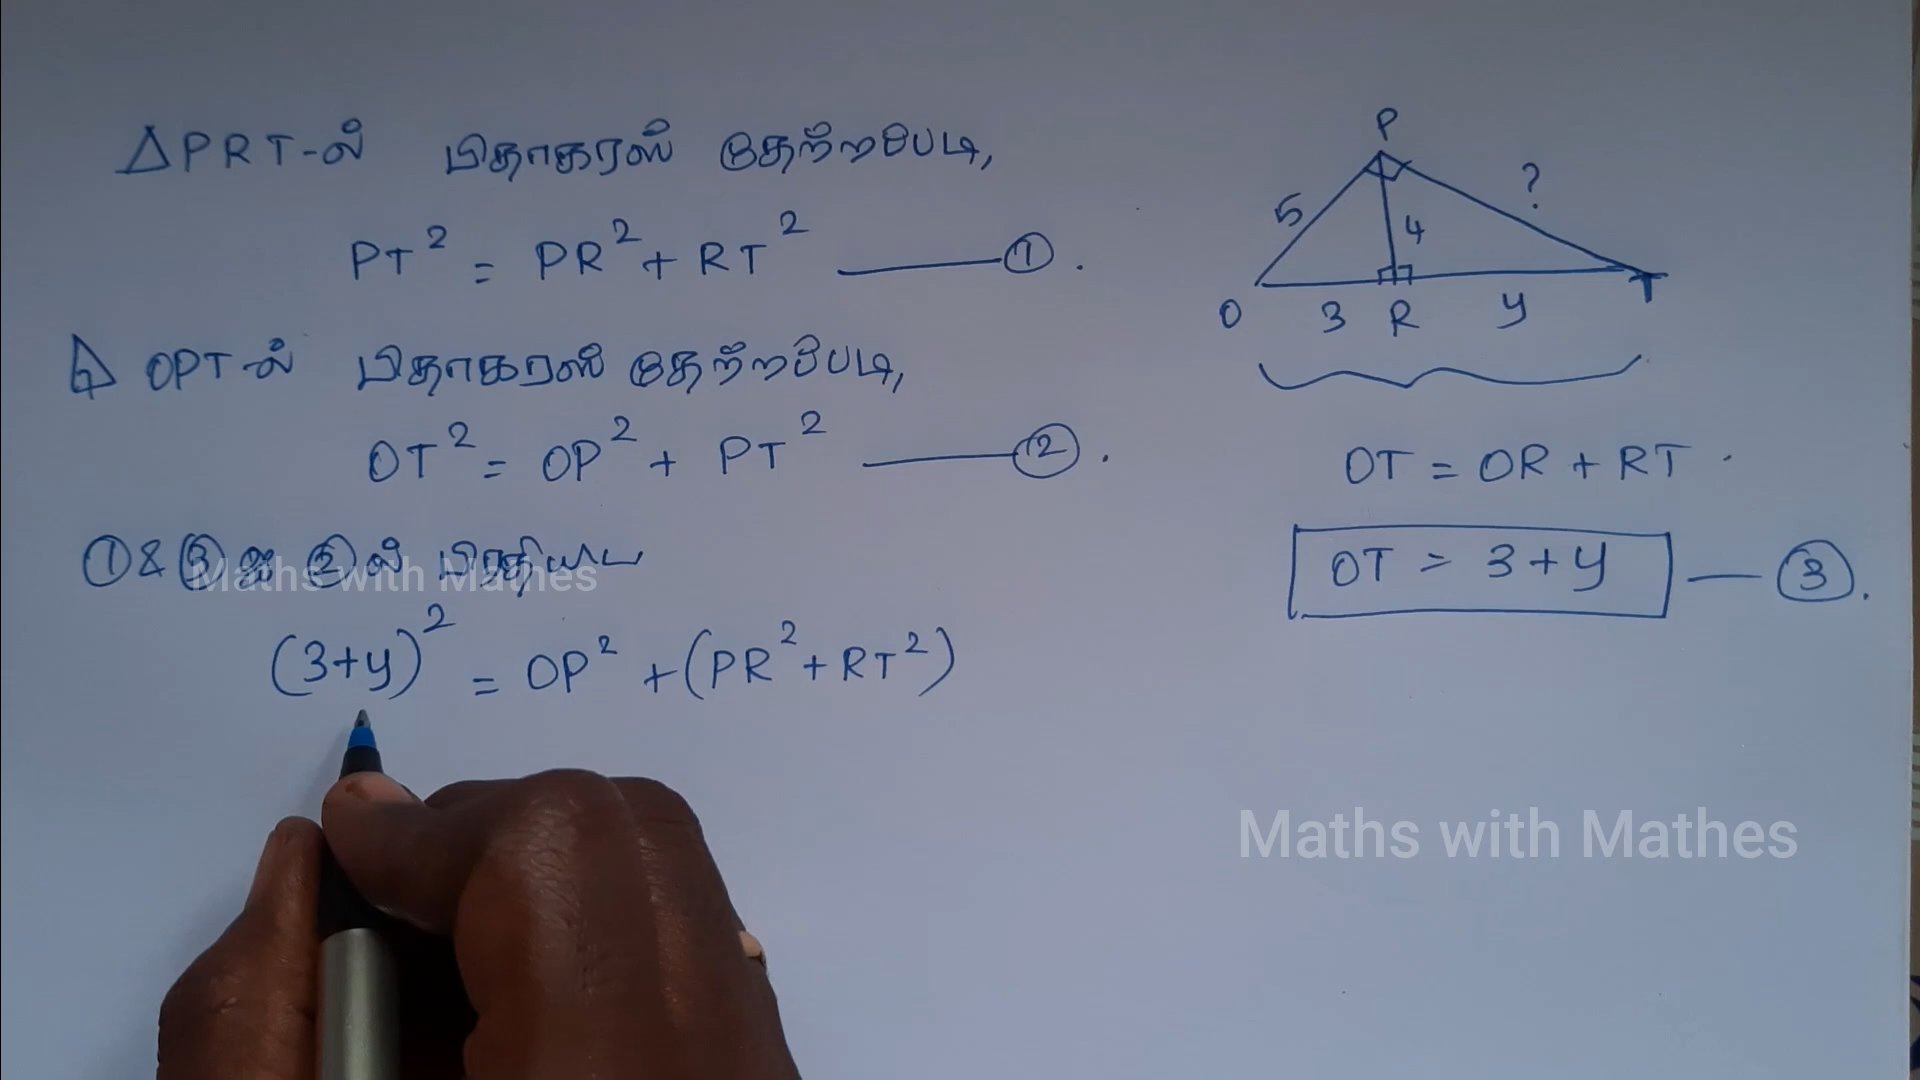 △PRT-ல் பிதாகரஸ் தேற்றப்படி,
PT² = PR² + RT² —— ①.
△OPT-ல் பிதாகரஸ் தேற்றப்படி,
OT² = OP² + PT² —— ②.
① & ③ ஐ ②ல் பிரதியிட
Maths with Mathes
(3+y)² = OP² + (PR² + RT²)
P
5
4
?
O 3 R y T
OT = OR + RT.
OT = 3+y — ③.
Maths with Mathes